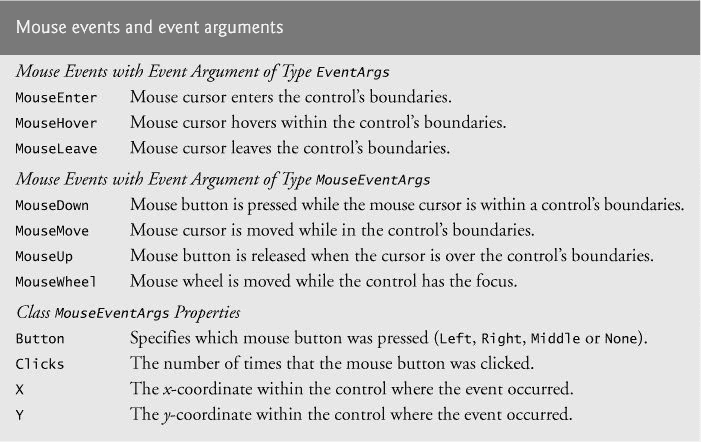 Mouse events and event arguments
Mouse Events with Event Argument of Type EventArgs
MouseEnter Mouse cursor enters the control’s boundaries.
MouseHover Mouse cursor hovers within the control’s boundaries.
MouseLeave Mouse cursor leaves the control’s boundaries.
Mouse Events with Event Argument of Type MouseEventArgs
MouseDown Mouse button is pressed while the mouse cursor is within a control’s boundaries.
MouseMove Mouse cursor is moved while in the control’s boundaries.
MouseUp Mouse button is released when the cursor is over the control’s boundaries.
MouseWheel Mouse wheel is moved while the control has the focus.
Class MouseEventArgs Properties
Button Specifies which mouse button was pressed (Left, Right, Middle or None).
Clicks The number of times that the mouse button was clicked.
X The x-coordinate within the control where the event occurred.
Y The y-coordinate within the control where the event occurred.